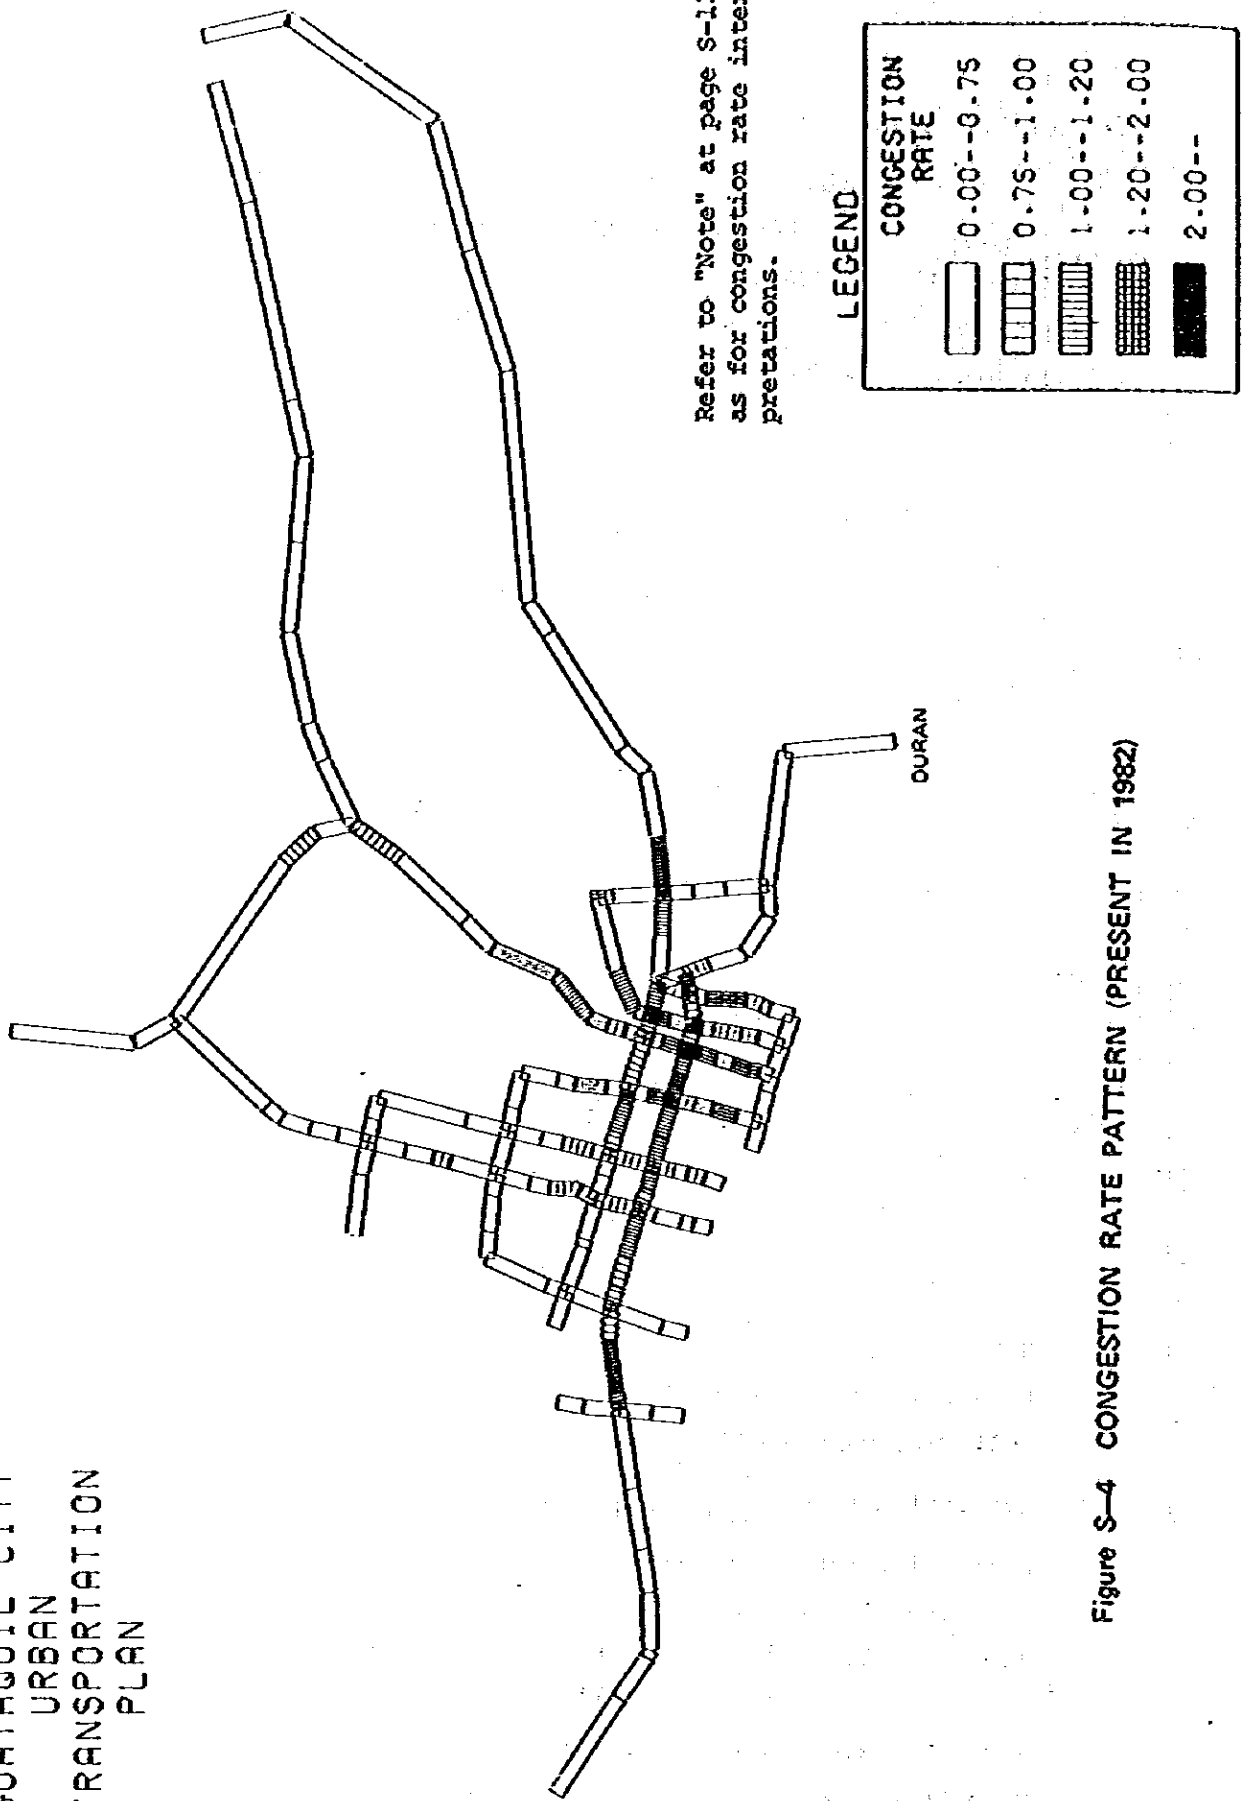 CITY
URBAN
TRANSPORTATION
PLAN
Refer to "Note" at page
as for congestion rate
pretations.
LEGEND
CONGESTION
RATE
0.00--0.75
0.75--1.00
1.00--1.20
1.20--2.00
2.00--
DURAN
Figure S-4 CONGESTION RATE PATTERN (PRESENT IN 1982)